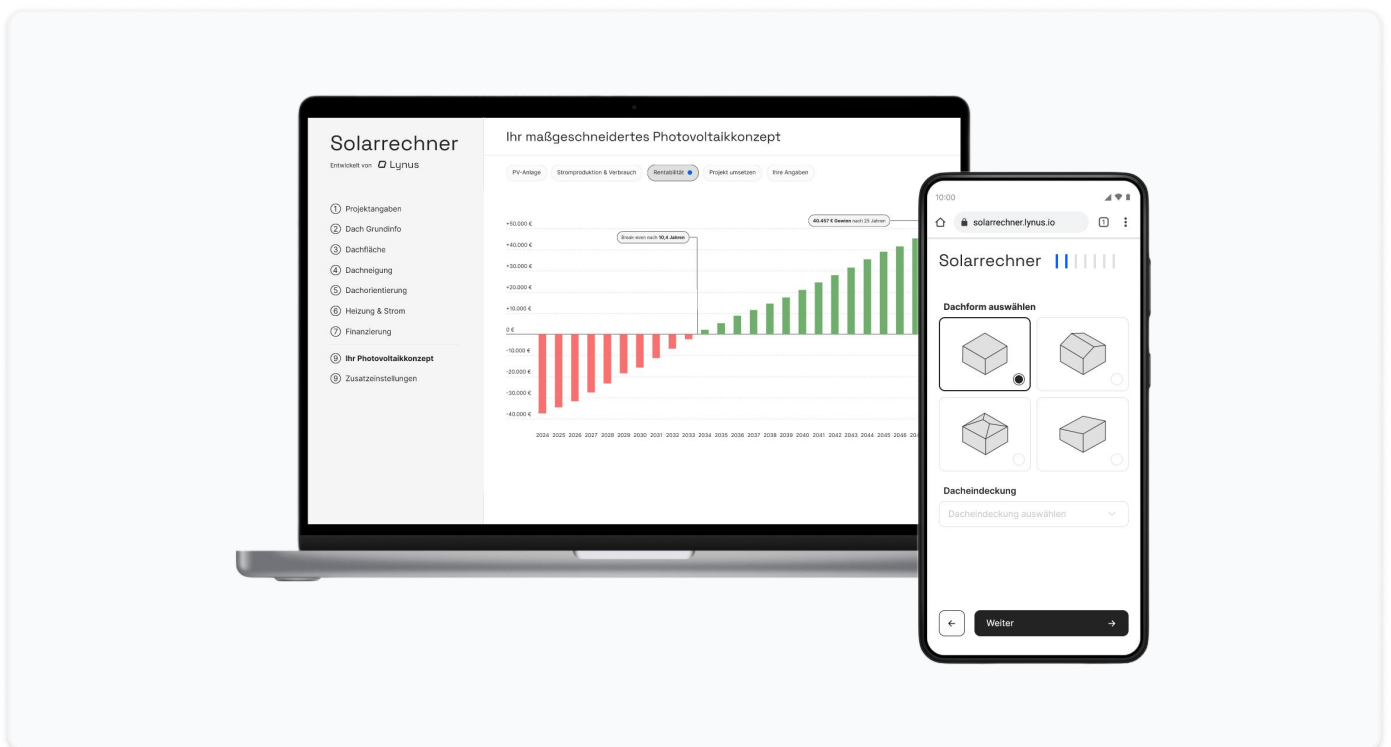 Solarrechner
Entwickelt von Lynus
1 Projektangaben
2 Dach Grundinfo
3 Dachfläche
4 Dachneigung
5 Dachorientierung
6 Heizung & Strom
7 Finanzierung
9 Ihr Photovoltaikkonzept
9 Zusatzeinstellungen
Ihr maßgeschneidertes Photovoltaikkonzept
PV-Anlage Stromproduktion & Verbrauch Rentabilität Projekt umsetzen Ihre Angaben
40.457 € Gewinn nach 25 Jahren
Break-even nach 10,4 Jahren
+50.000 €
+40.000 €
+30.000 €
+20.000 €
+10.000 €
0 €
-10.000 €
-20.000 €
-30.000 €
-40.000 €
2024 2025 2026 2027 2028 2029 2030 2031 2032 2033 2034 2035 2036 2037 2038 2039 2040 2041 2042 2043 2044 2045 2046
10:00
solarrechner.lynus.io 1
Solarrechner
Dachform auswählen
Dacheindeckung
Dacheindeckung auswählen
Weiter